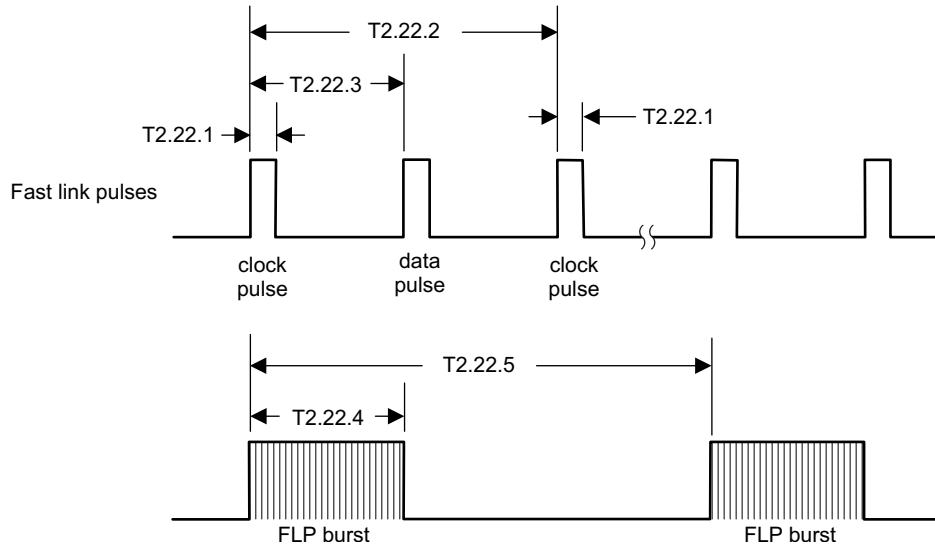 T2.22.2
T2.22.3
T2.22.1
T2.22.1
Fast link pulses
clock
pulse
data
pulse
clock
pulse
T2.22.5
T2.22.4
FLP burst
FLP burst